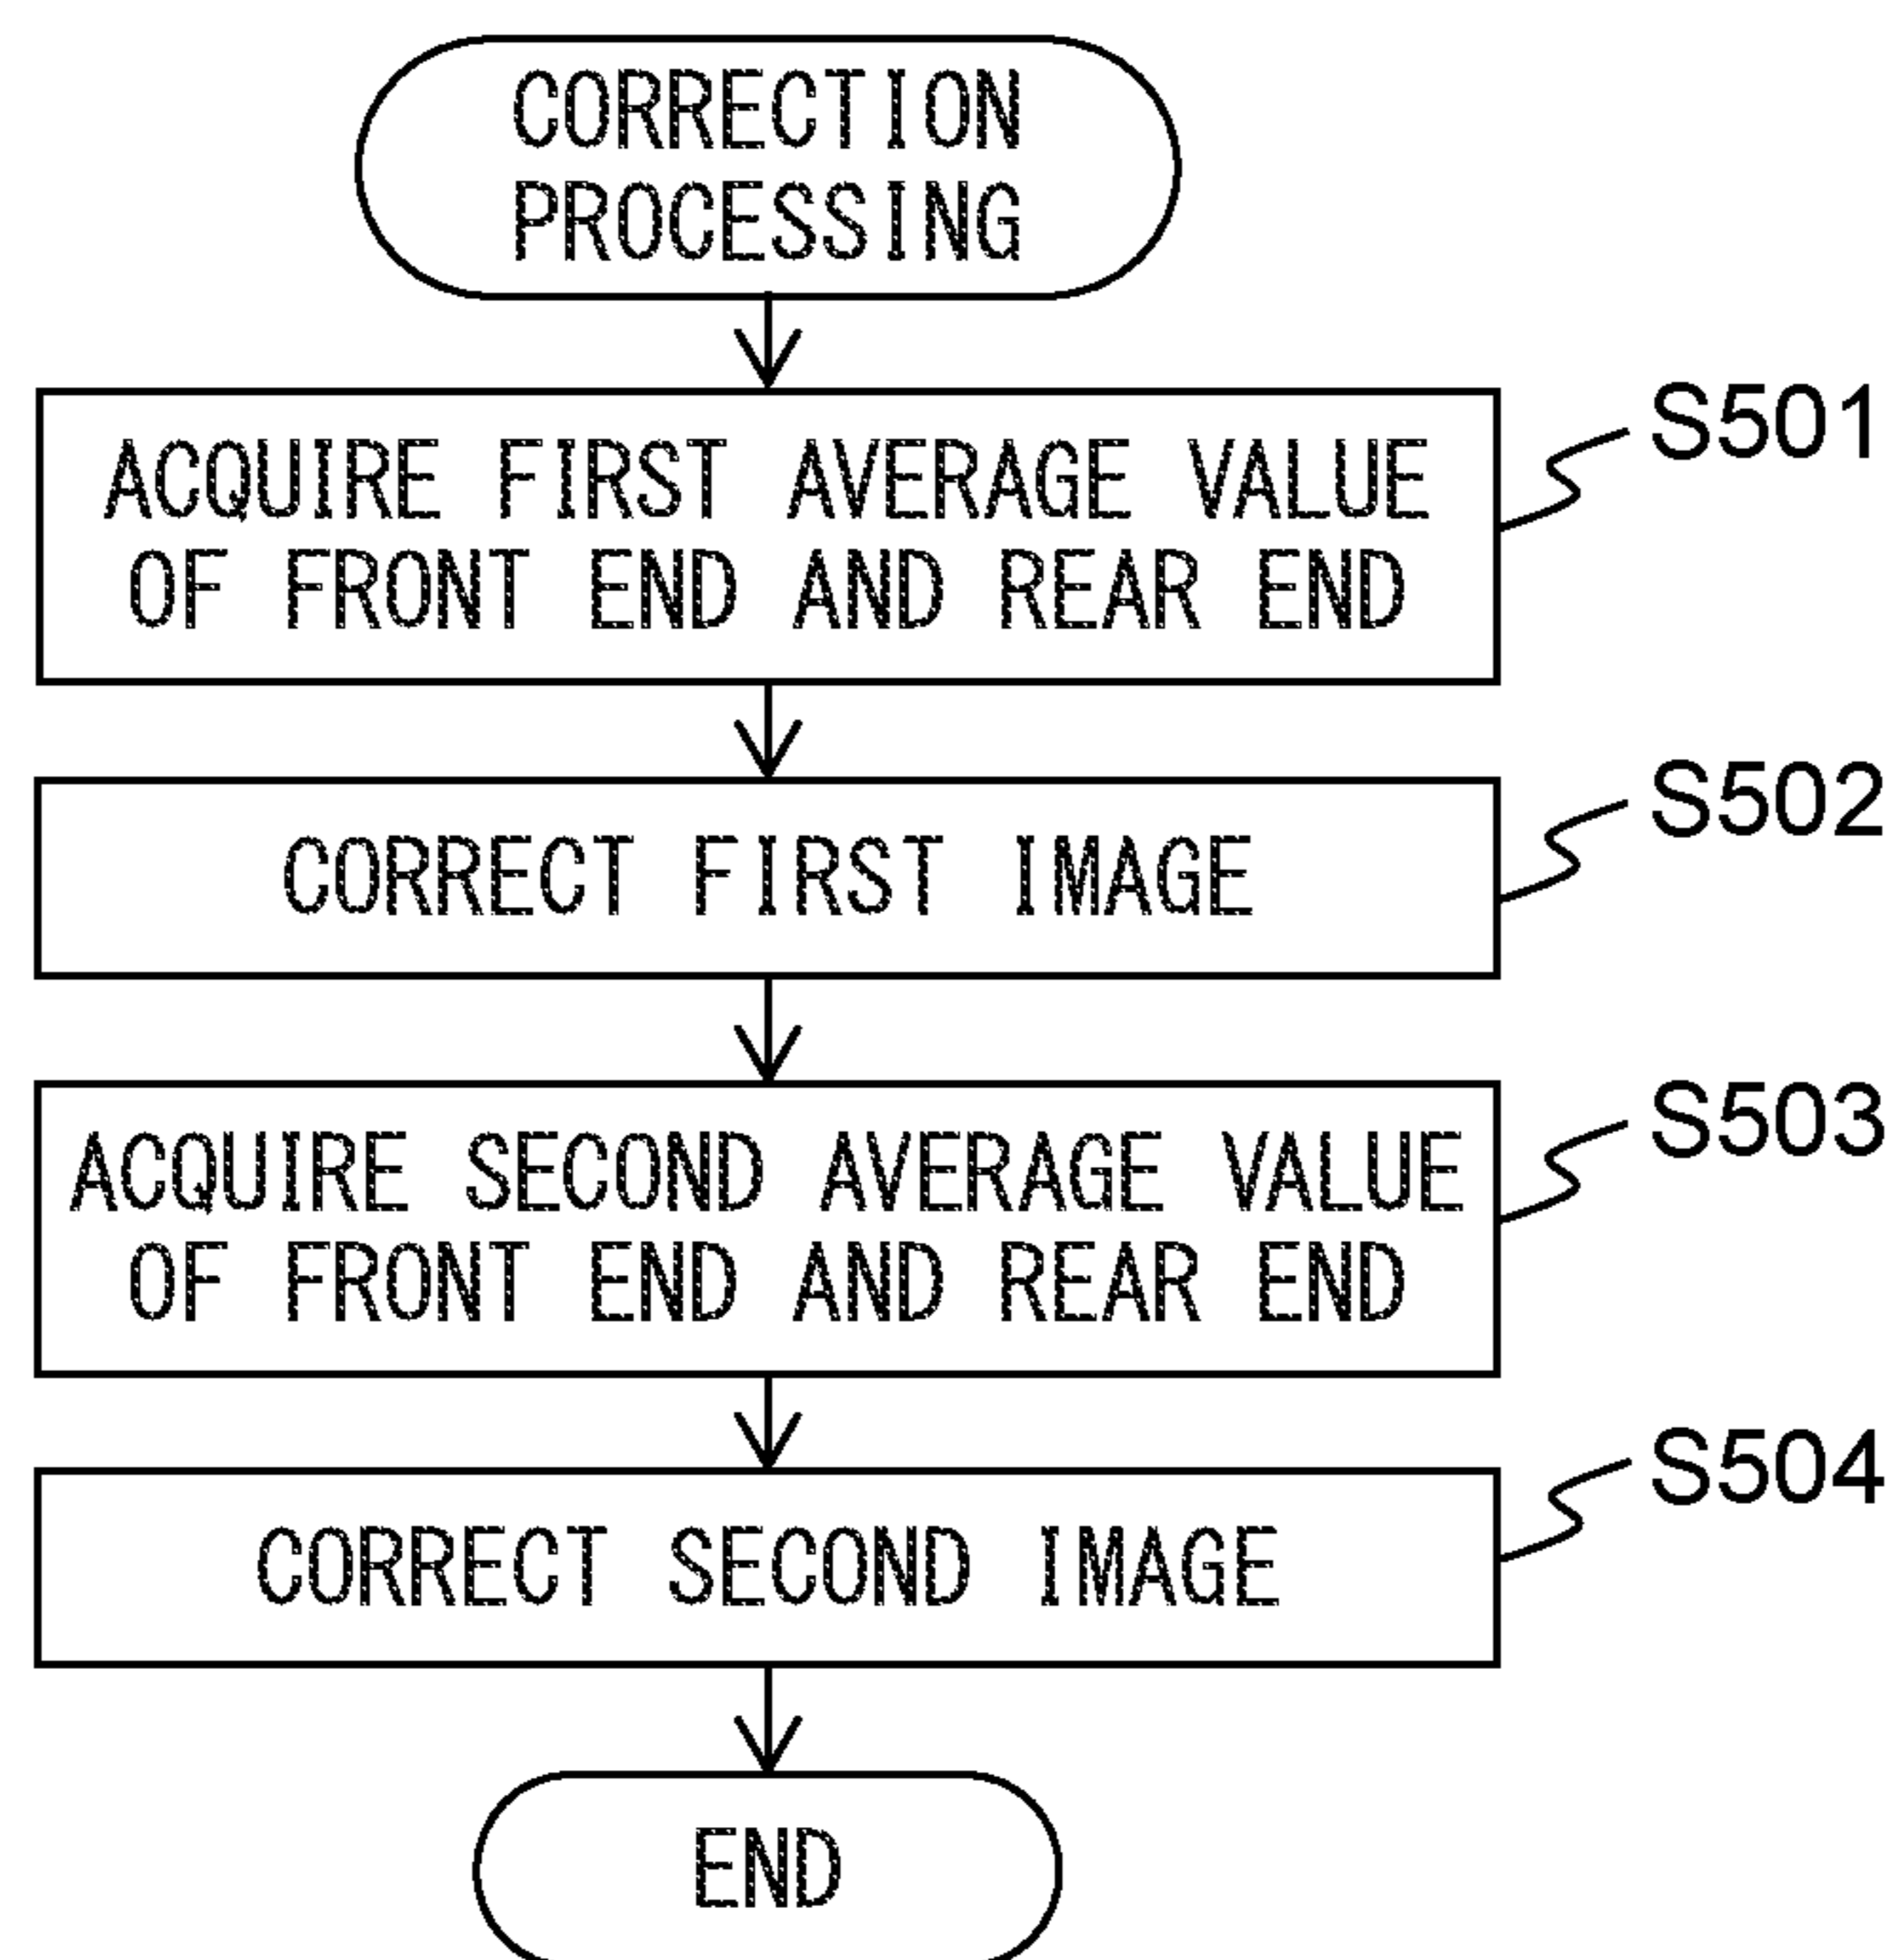 CORRECTION
PROCESSING
ACQUIRE FIRST AVERAGE VALUE
OF FRONT END AND REAR END
S501
CORRECT FIRST IMAGE
S502
ACQUIRE SECOND AVERAGE VALUE
OF FRONT END AND REAR END
S503
CORRECT SECOND IMAGE
S504
END